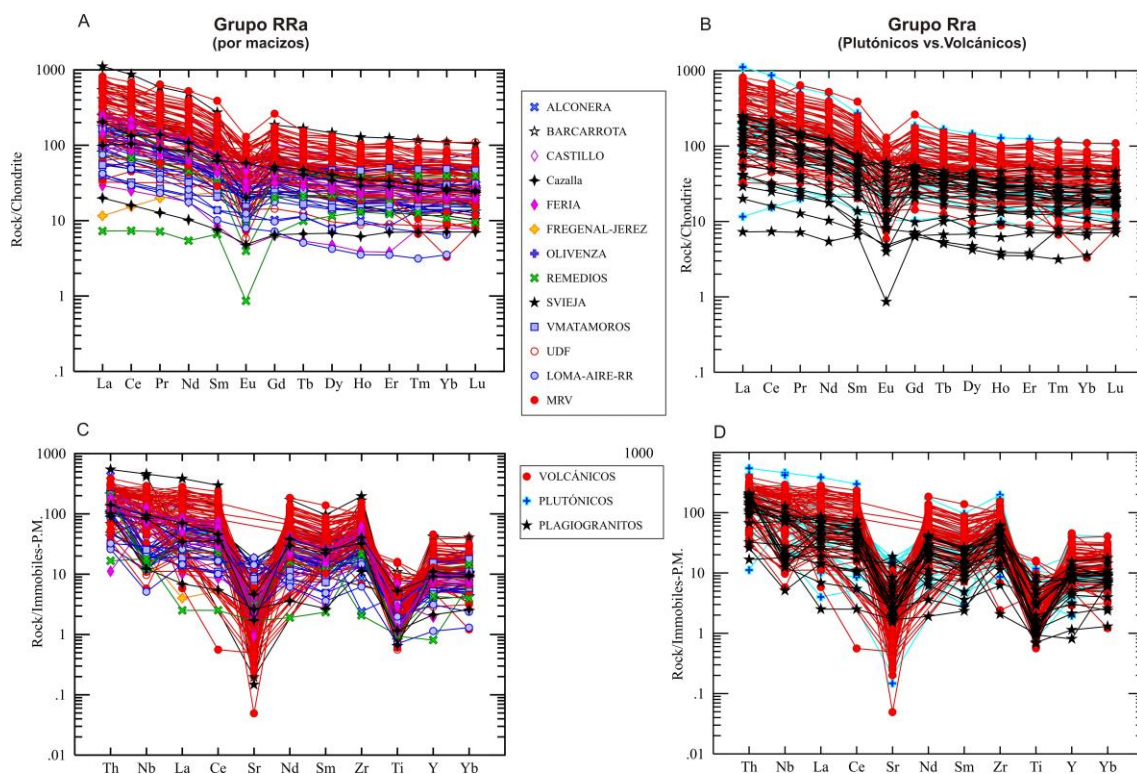 A
Grupo RRa
(por macizos)
Rock/Chondrite
1000
100
10
1
.1
La Ce Pr Nd Sm Eu Gd Tb Dy Ho Er Tm Yb Lu
ALCONERA
BARCARROTA
CASTILLO
Cazalla
FERIA
FREGENAL-JEREZ
OLIVENZA
REMEDIOS
SVIEJA
VMATAMOROS
UDF
LOMA-AIRE-RR
MRV
B
Grupo Rra
(Plutónicos vs.Volcánicos)
Rock/Chondrite
1000
100
10
1
.1
La Ce Pr Nd Sm Eu Gd Tb Dy Ho Er Tm Yb Lu
C
Rock/Immobiles-P.M.
1000
100
10
1
.1
.01
Th Nb La Ce Sr Nd Sm Zr Ti Y Yb
1000
VOLCÁNICOS
PLUTÓNICOS
PLAGIOGRANITOS
D
Rock/Immobiles-P.M.
1000
100
10
1
.1
.01
Th Nb La Ce Sr Nd Sm Zr Ti Y Yb